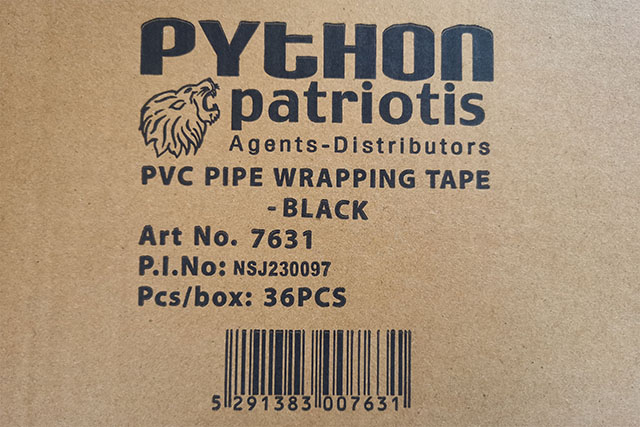 PYTHON
patriotis
Agents-Distributors
PVC PIPE WRAPPING TAPE
-BLACK
Art No. 7631
P.I.No: NSJ230097
Pcs/box: 36PCS
5 291383 007631